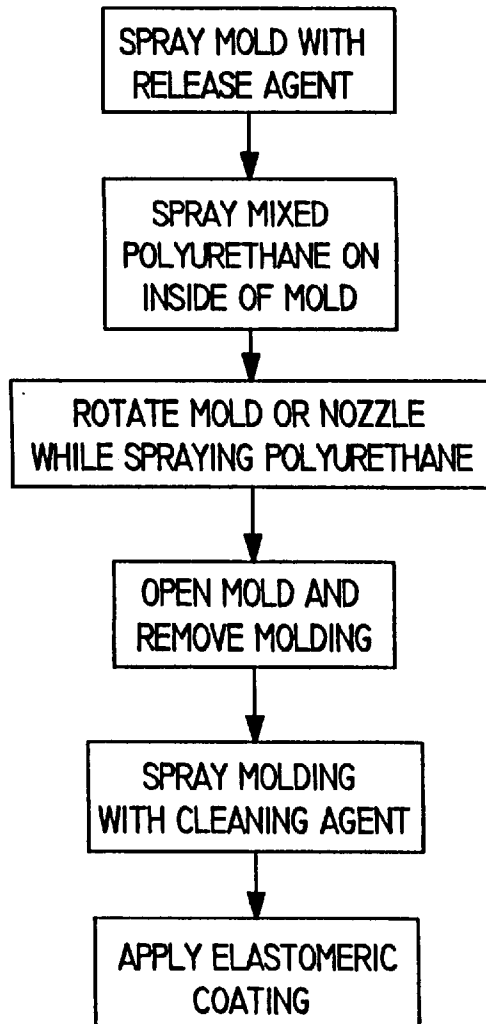 SPRAY MOLD WITH
RELEASE AGENT
SPRAY MIXED
POLYURETHANE ON
INSIDE OF MOLD
ROTATE MOLD OR NOZZLE
WHILE SPRAYING POLYURETHANE
OPEN MOLD AND
REMOVE MOLDING
SPRAY MOLDING
WITH CLEANING AGENT
APPLY ELASTOMERIC
COATING